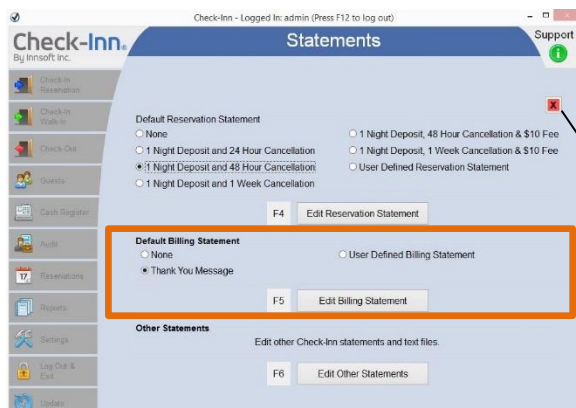 Check-Inn - Logged In: admin (Press F12 to log out)
Check-Inn®
By Innsoft Inc.
Statements
Support
Check-In
Reservation
Check-In
Walk-In
Check Out
Guests
Cash Register
Audit
17
Reservations
Reports
Settings
Log Out &
Exit
Update
X
Default Reservation Statement
None
1 Night Deposit, 48 Hour Cancellation & $10 Fee
1 Night Deposit and 24 Hour Cancellation
1 Night Deposit, 1 Week Cancellation & $10 Fee
1 Night Deposit and 48 Hour Cancellation
User Defined Reservation Statement
1 Night Deposit and 1 Week Cancellation
F4 Edit Reservation Statement
Default Billing Statement
None
User Defined Billing Statement
Thank You Message
F5 Edit Billing Statement
Other Statements
Edit other Check-Inn statements and text files.
F6 Edit Other Statements